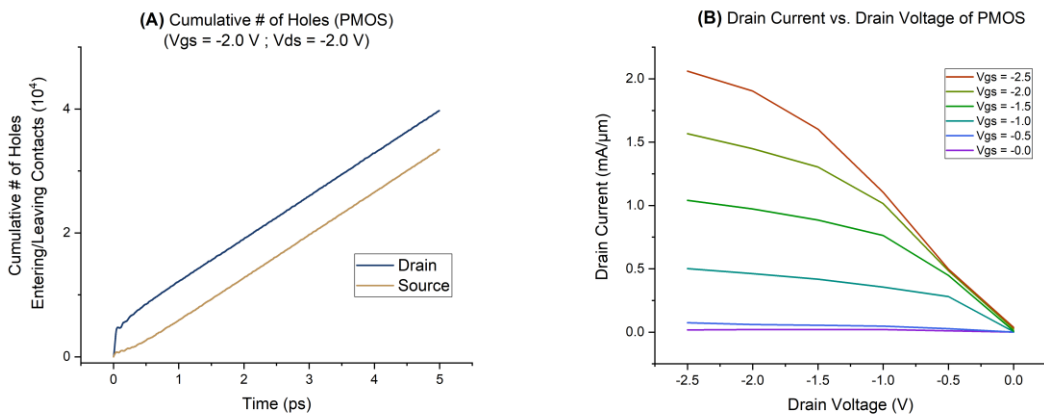 (A) Cumulative # of Holes (PMOS)
(Vgs = -2.0 V ; Vds = -2.0 V)
Cumulative # of Holes
Entering/Leaving Contacts (10⁴)
4
2
0
Drain
Source
0
1
2
3
4
5
Time (ps)
(B) Drain Current vs. Drain Voltage of PMOS
Drain Current (mA/μm)
2.0
1.5
1.0
0.5
0.0
Vgs = -2.5
Vgs = -2.0
Vgs = -1.5
Vgs = -1.0
Vgs = -0.5
Vgs = -0.0
-2.5
-2.0
-1.5
-1.0
-0.5
0.0
Drain Voltage (V)